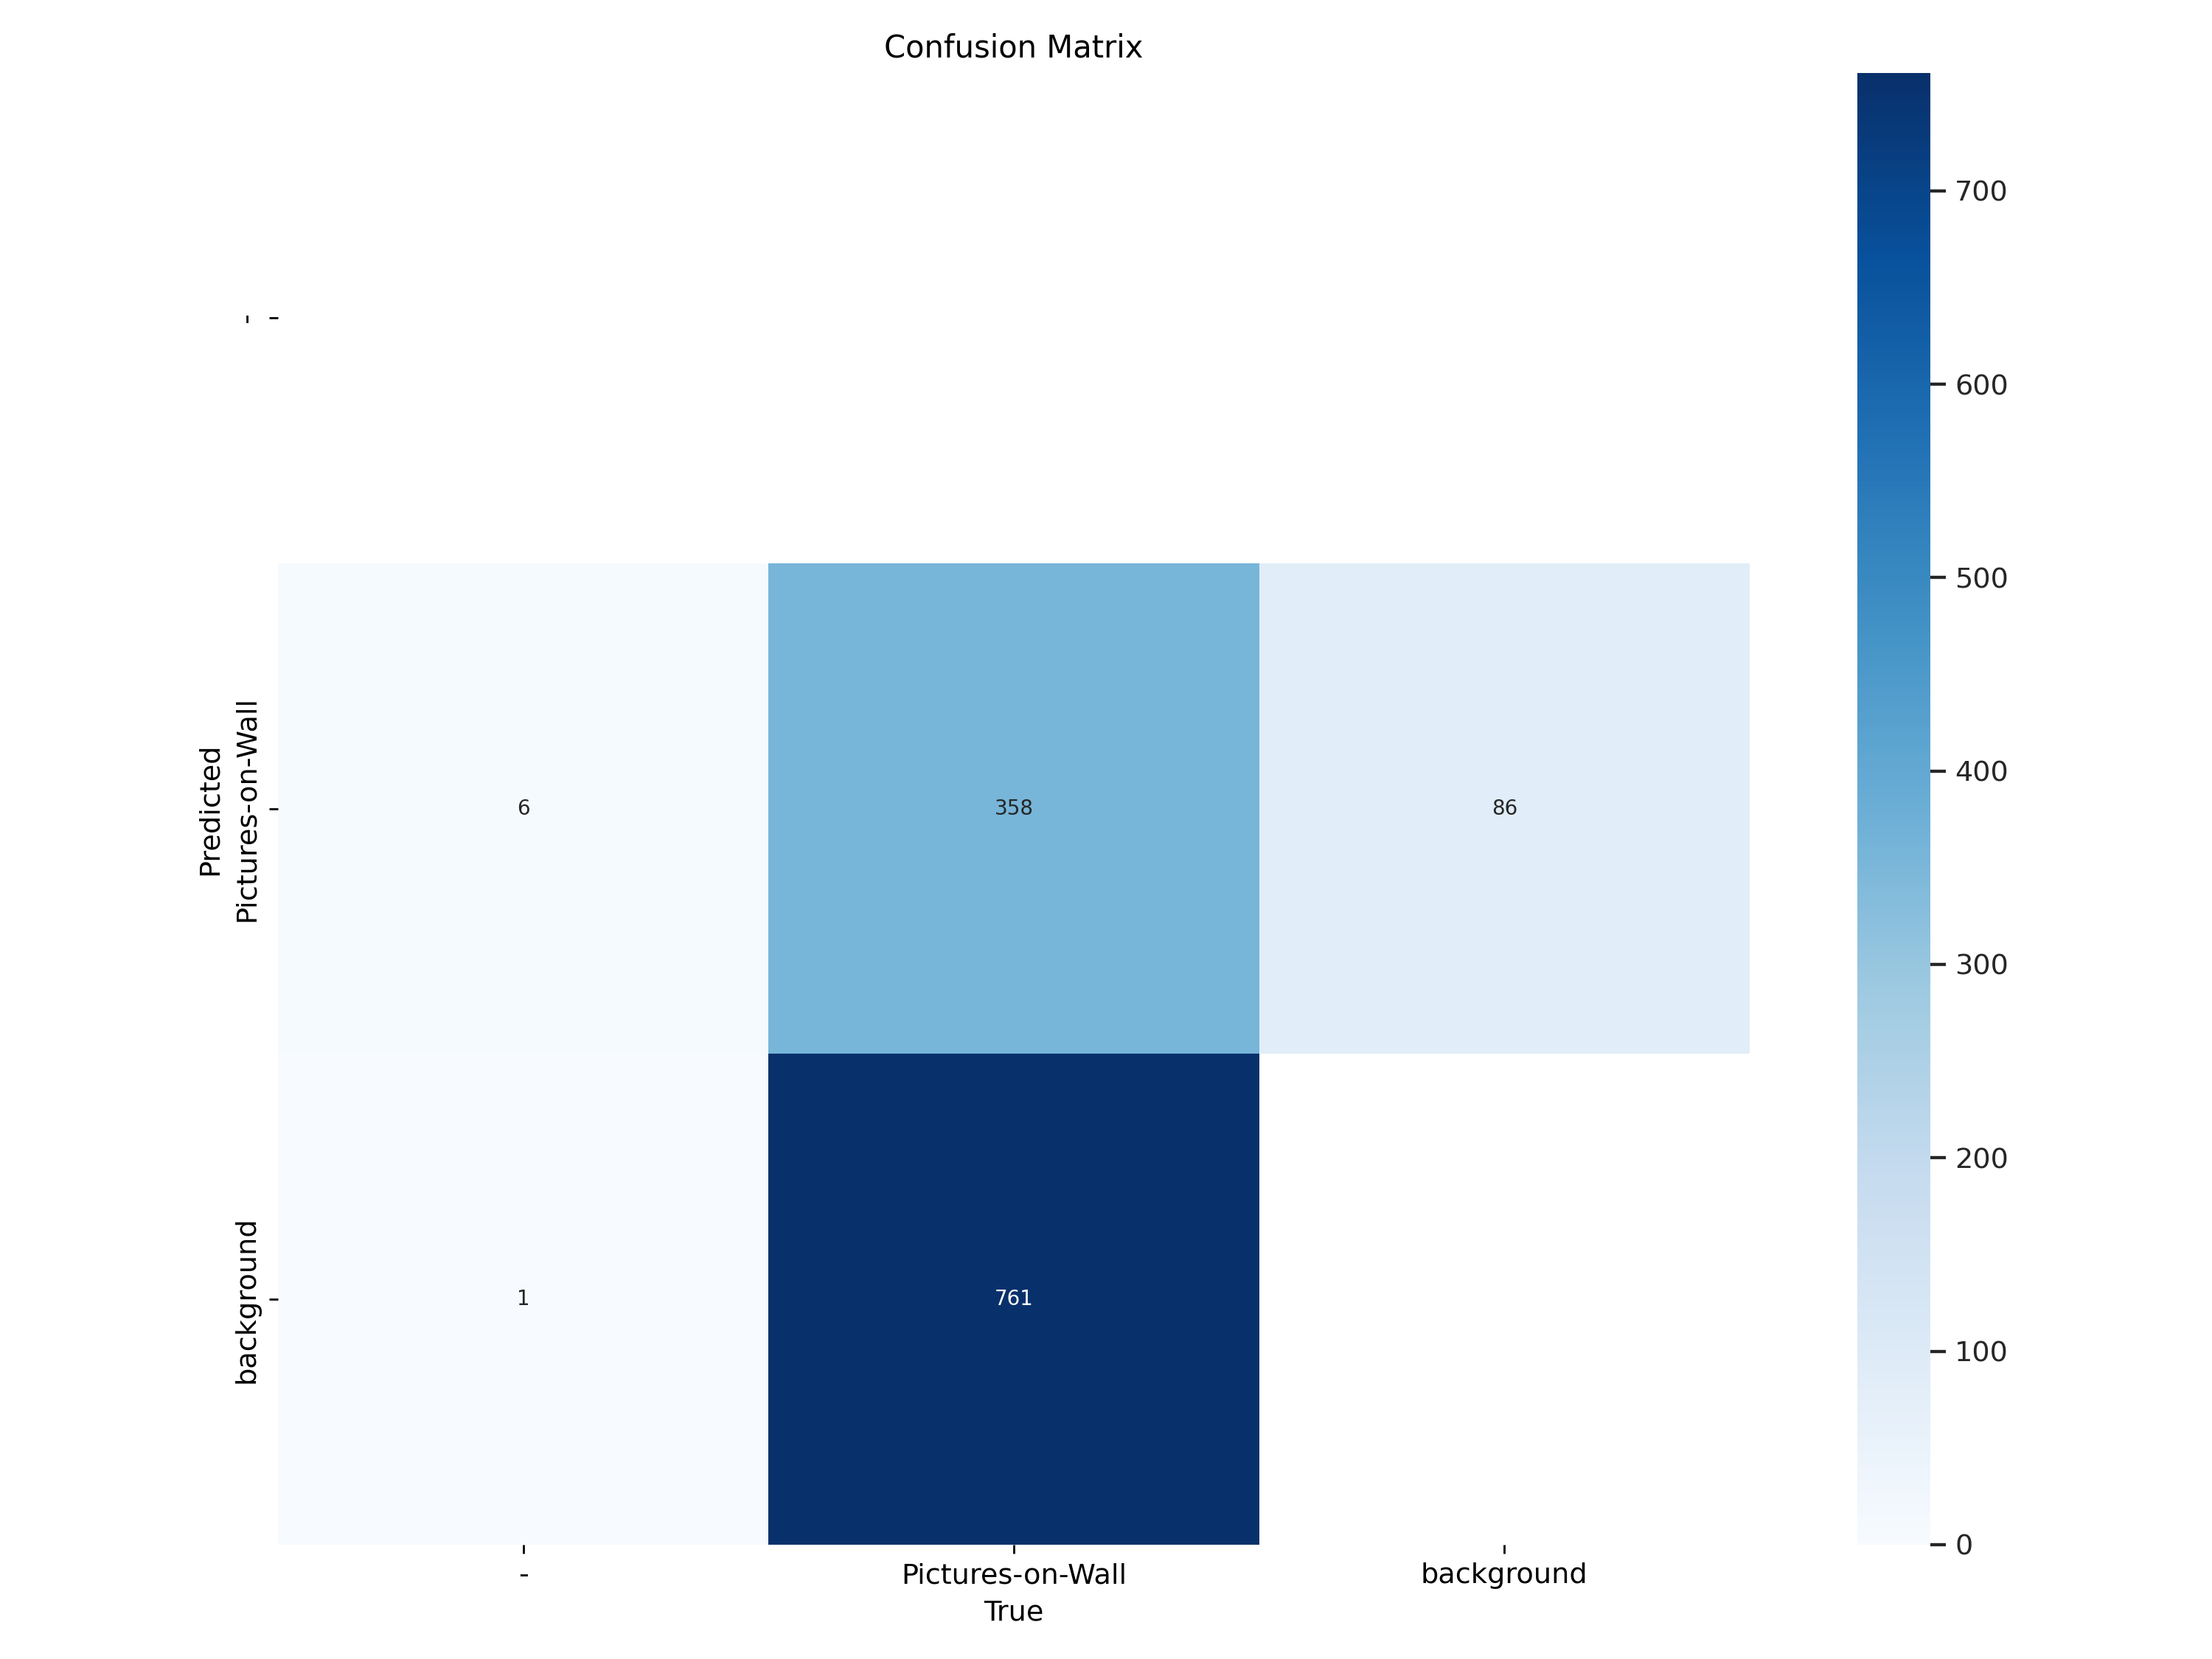 Confusion Matrix
700
600
500
400
300
200
100
0
Predicted
-
Pictures-on-Wall
background
6 358 86
1 761
- Pictures-on-Wall background
True